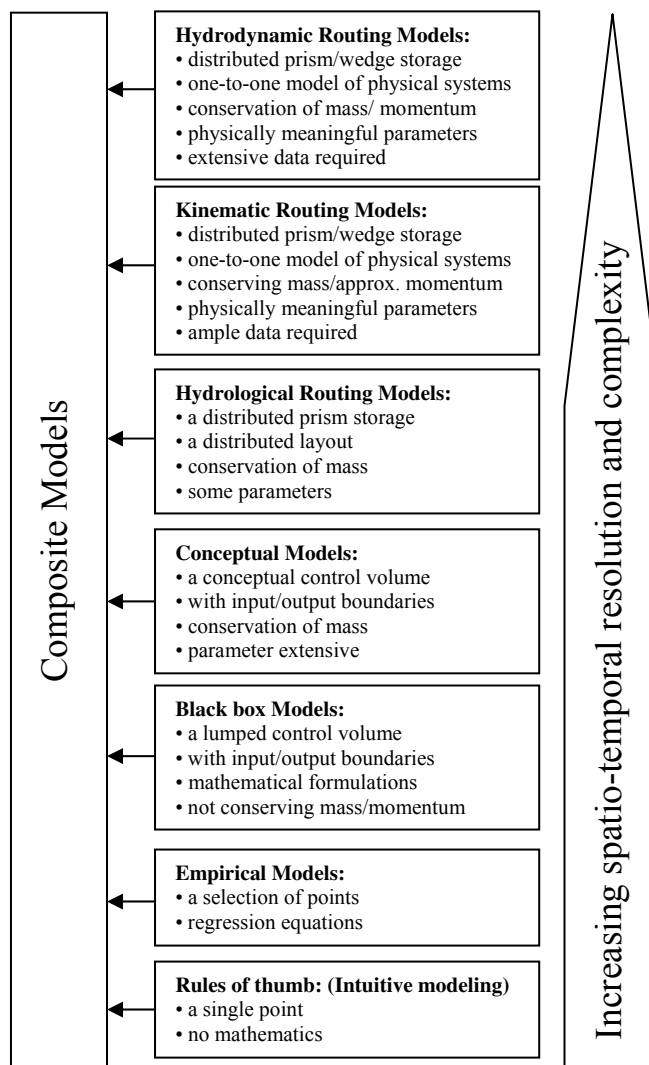 Composite Models
Hydrodynamic Routing Models:
• distributed prism/wedge storage
• one-to-one model of physical systems
• conservation of mass/ momentum
• physically meaningful parameters
• extensive data required
Kinematic Routing Models:
• distributed prism/wedge storage
• one-to-one model of physical systems
• conserving mass/approx. momentum
• physically meaningful parameters
• ample data required
Hydrological Routing Models:
• a distributed prism storage
• a distributed layout
• conservation of mass
• some parameters
Conceptual Models:
• a conceptual control volume
• with input/output boundaries
• conservation of mass
• parameter extensive
Black box Models:
• a lumped control volume
• with input/output boundaries
• mathematical formulations
• not conserving mass/momentum
Empirical Models:
• a selection of points
• regression equations
Rules of thumb: (Intuitive modeling)
• a single point
• no mathematics
Increasing spatio-temporal resolution and complexity